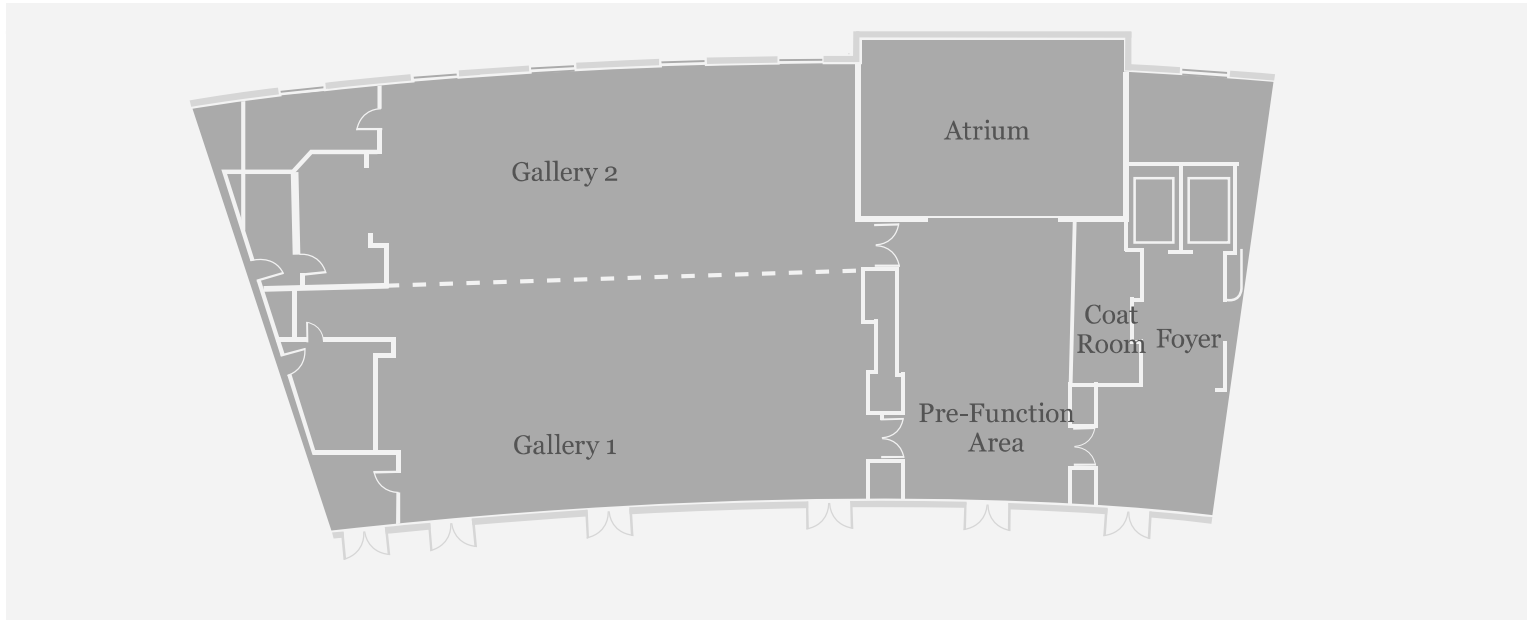 Atrium
Gallery 2
Coat
Room
Foyer
Pre-Function
Area
Gallery 1